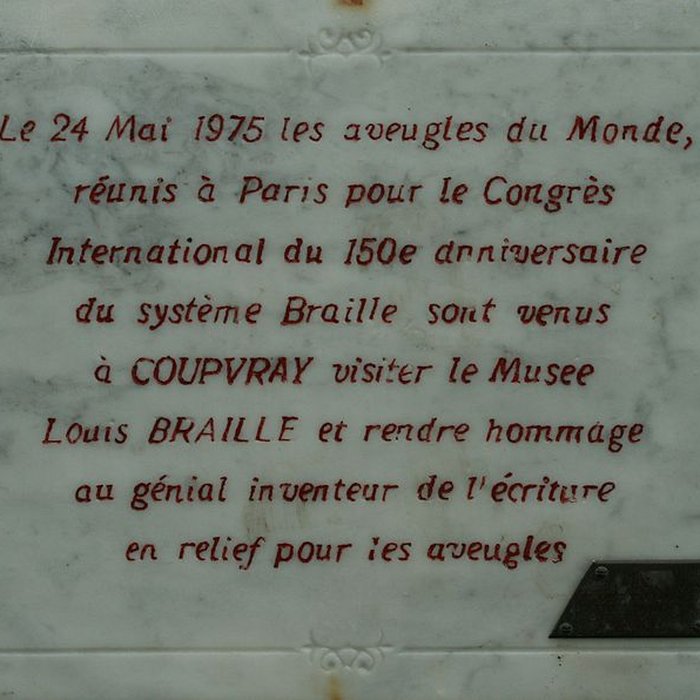 Le 24 Mai 1975 les aveugles du Monde,
réunis à Paris pour le Congrès
International du 150e anniversaire
du système Braille sont venus
à COUPVRAY visiter le Musee
Louis BRAILLE et rendre hommage
au génial inventeur de l'écriture
en relief pour les aveugles